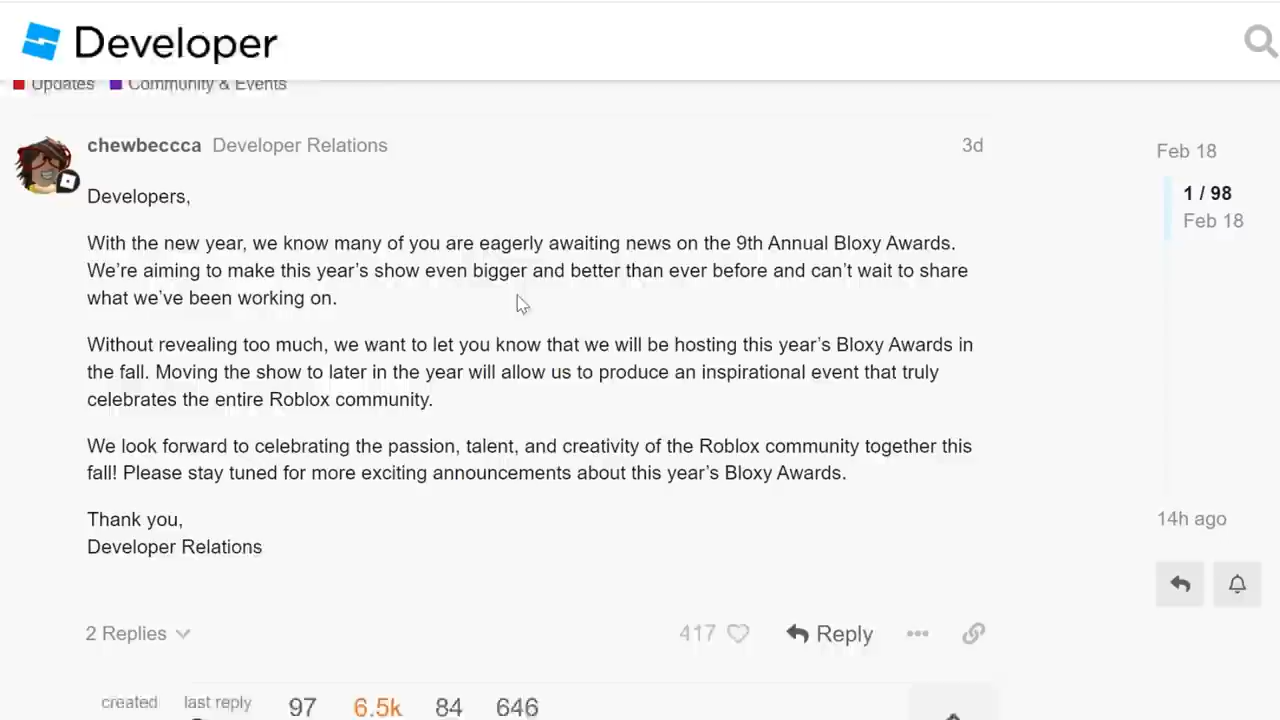 Developer
Updates Community & Events
chewbeccca Developer Relations 3d
Feb 18
1 / 98
Feb 18
Developers,
With the new year, we know many of you are eagerly awaiting news on the 9th Annual Bloxy Awards.
We’re aiming to make this year’s show even bigger and better than ever before and can’t wait to share
what we’ve been working on.
Without revealing too much, we want to let you know that we will be hosting this year’s Bloxy Awards in
the fall. Moving the show to later in the year will allow us to produce an inspirational event that truly
celebrates the entire Roblox community.
We look forward to celebrating the passion, talent, and creativity of the Roblox community together this
fall! Please stay tuned for more exciting announcements about this year’s Bloxy Awards.
Thank you,
Developer Relations
14h ago
2 Replies
417
Reply
created last reply 97 6.5k 84 646